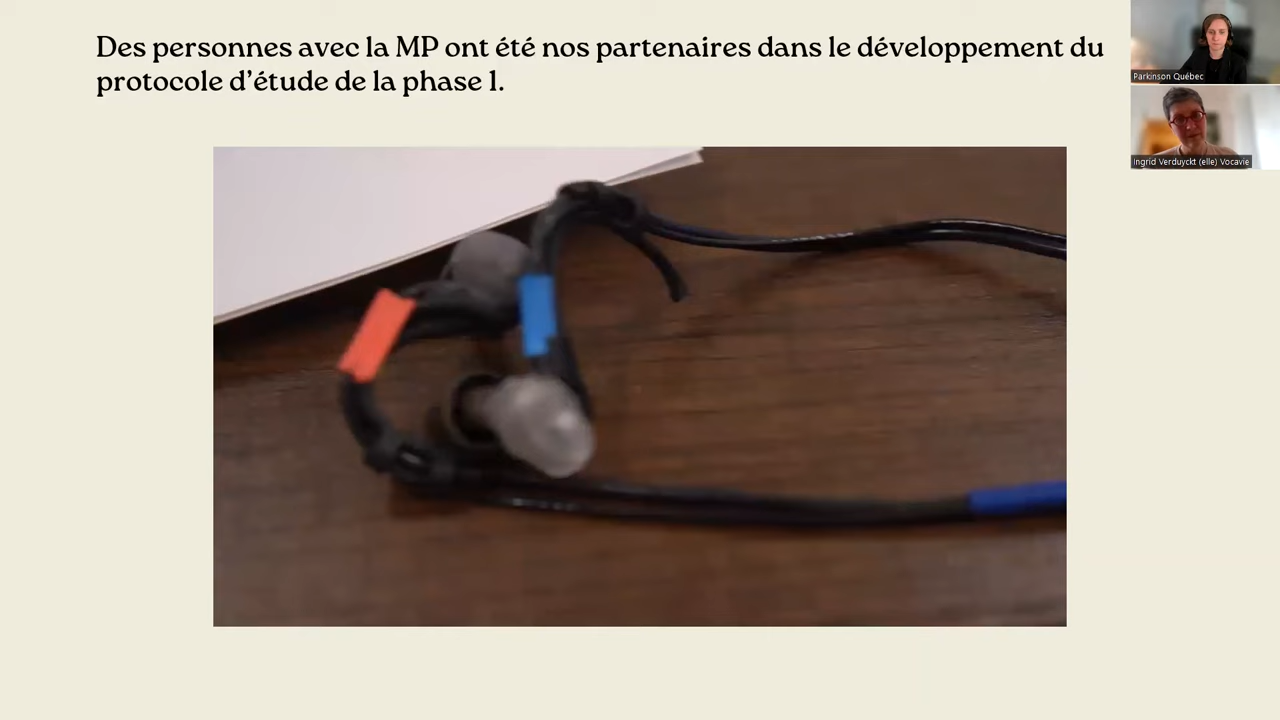 Des personnes avec la MP ont été nos partenaires dans le développement du
protocole d'étude de la phase 1.
Parkinson Québec
Ingrid Verduyckt (elle) Vocavie